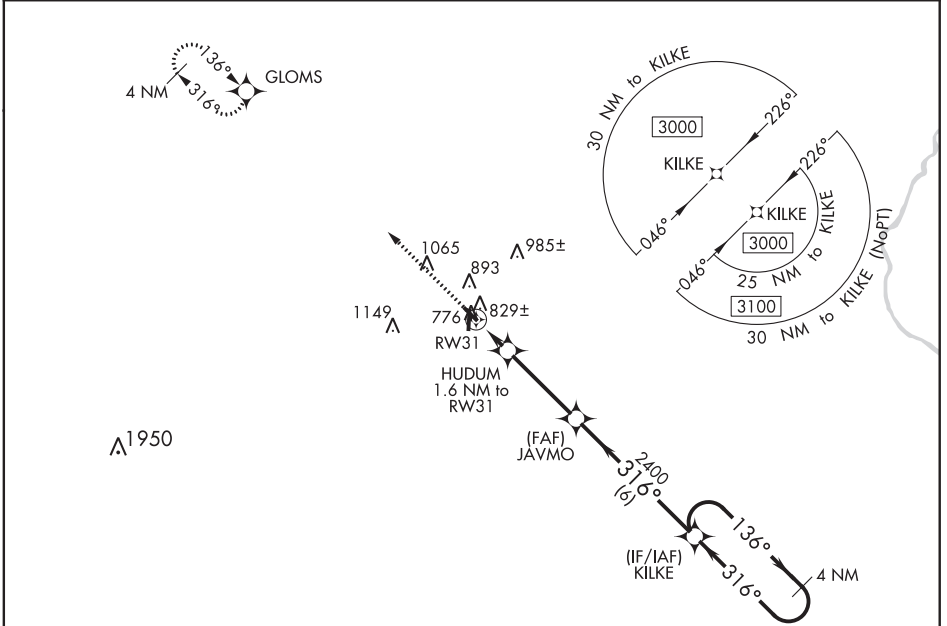 136°
316°
4 NM
GLOMS
30 NM to KILKE
3000
226°
KILKE
046°
226°
KILKE
3000
046°
25 NM to KILKE
3100
30 NM to KILKE (NoPT)
1065
985±
893
1149
776
829±
RW31
HUDUM
1.6 NM to
RW31
1950
(FAF)
JAVMO
2400
316°
(6)
(IF/IAF)
KILKE
136°
316°
4 NM